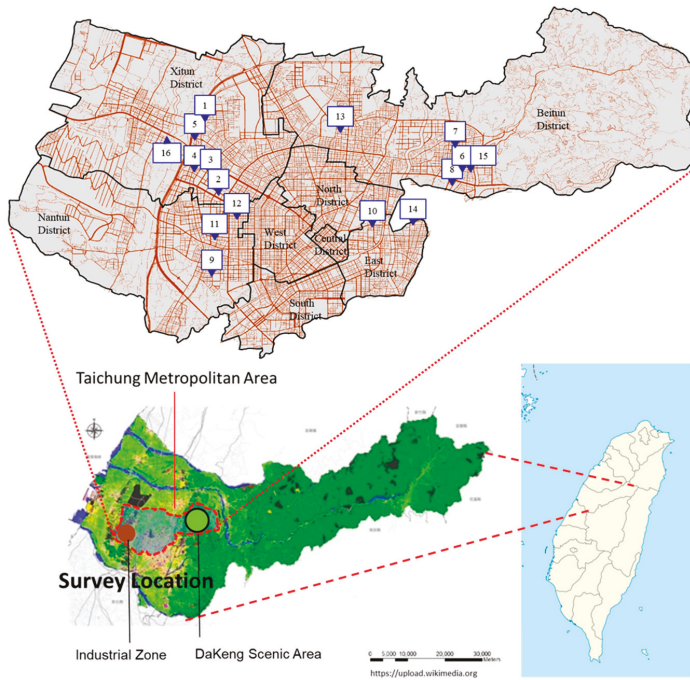 Xitun
District
1
5
16
4
3
2
12
11
9
13
7
6
15
8
10
14
Beitun
District
Nantun
District
North
District
West
District
Central
District
East
District
South
District
Taichung Metropolitan Area
Survey Location
Industrial Zone
DaKeng Scenic Area
0 5,000 10,000 20,000 30,000
Meters
https://upload.wikimedia.org